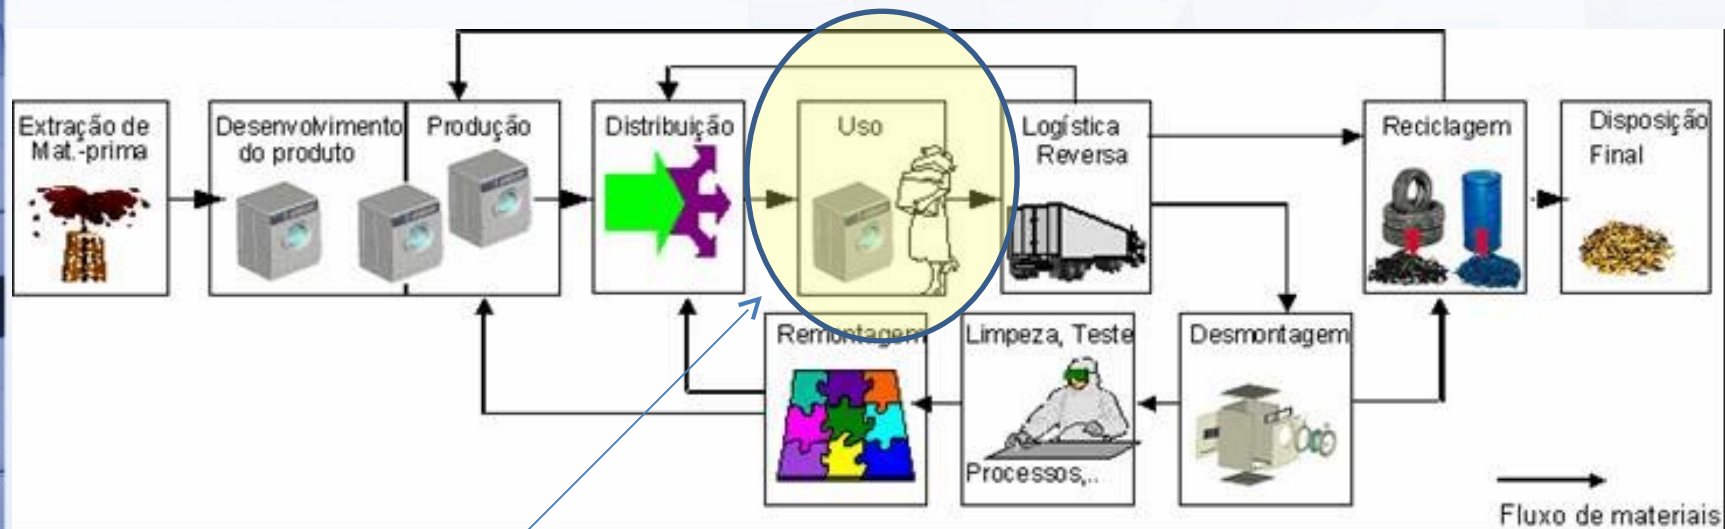 Extração de
Mat.-prima
Desenvolvimento
do produto
Produção
Distribuição
Uso
Logística
Reversa
Reciclagem
Disposição
Final
Remontagem
Limpeza, Teste
Processos,..
Desmontagem
Fluxo de materiais